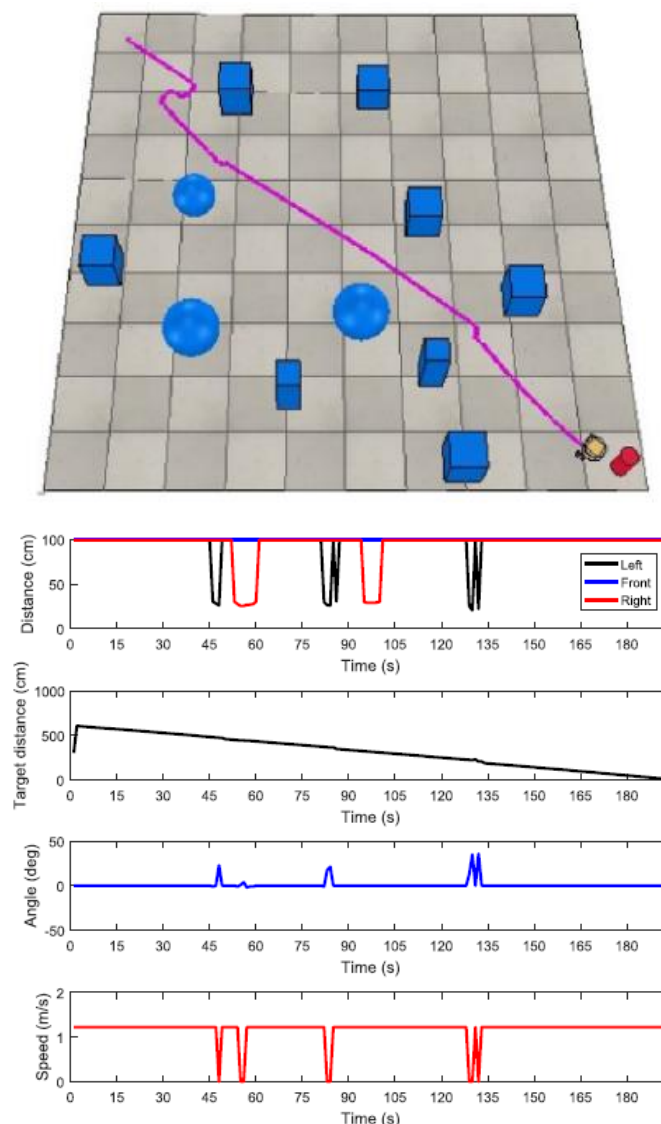 100
50
0
Distance (cm)
Left
Front
Right
0 15 30 45 60 75 90 105 120 135 150 165 180
Time (s)
1000
500
0
Target distance (cm)
0 15 30 45 60 75 90 105 120 135 150 165 180
Time (s)
50
0
-50
Angle (deg)
0 15 30 45 60 75 90 105 120 135 150 165 180
Time (s)
2
1
0
Speed (m/s)
0 15 30 45 60 75 90 105 120 135 150 165 180
Time (s)